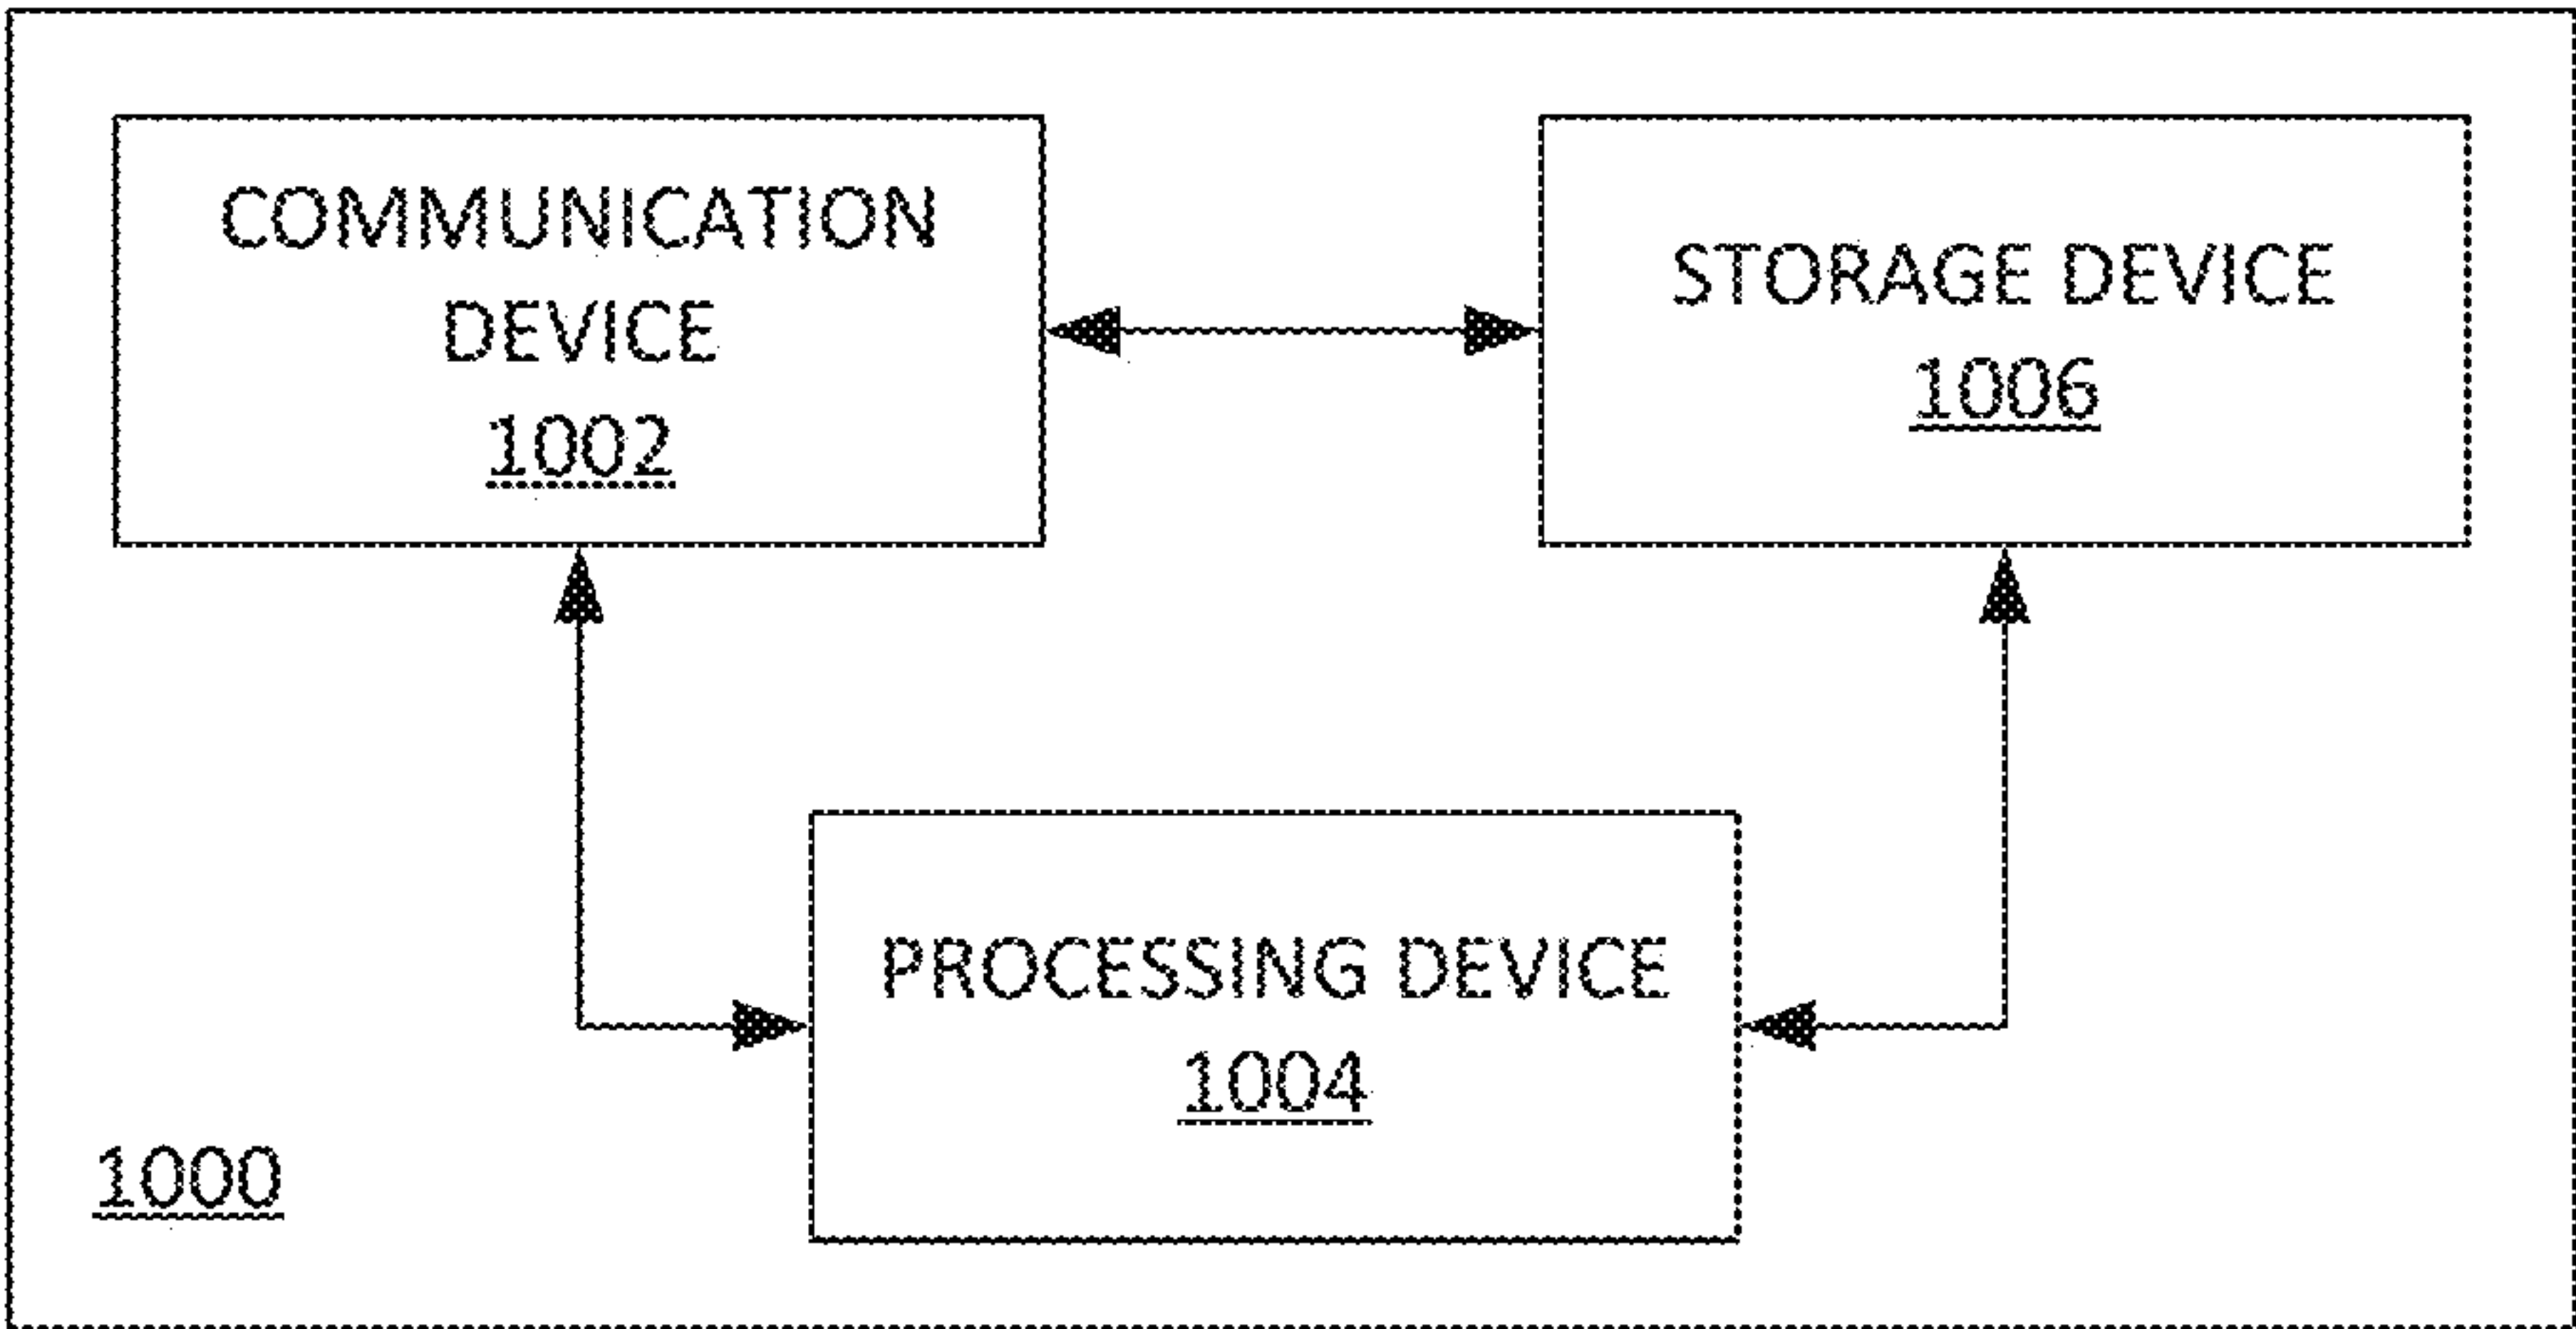 COMMUNICATION
DEVICE
1002
STORAGE DEVICE
1006
PROCESSING DEVICE
1004
1000